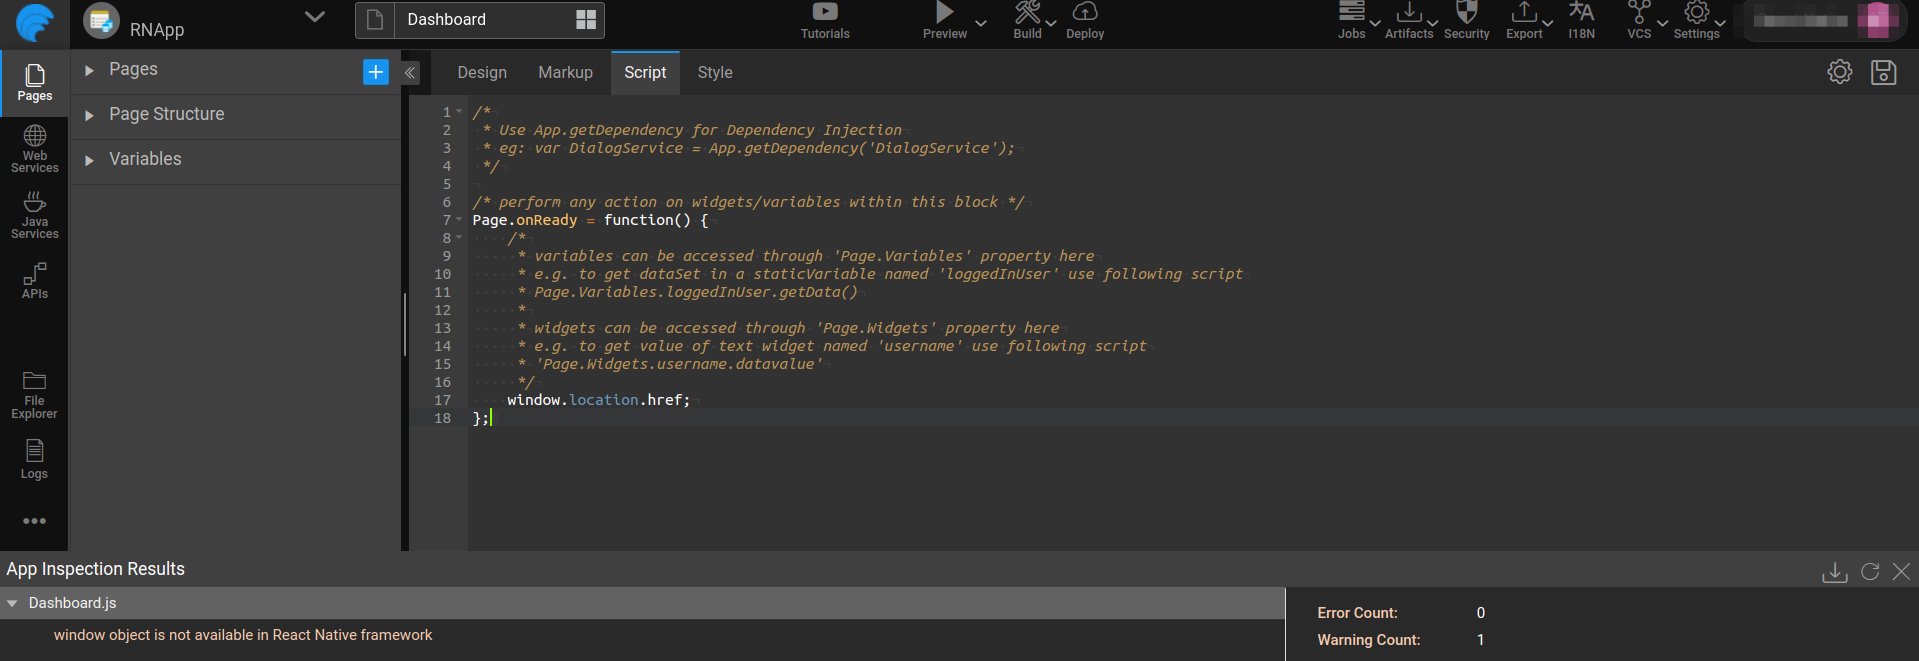 RNApp
Dashboard
Tutorials
Preview
Build
Deploy
Jobs
Artifacts
Security
Export
I18N
VCS
Settings
Pages
Web
Services
Java
Services
APIs
File
Explorer
Logs
Pages
Page Structure
Variables
Design
Markup
Script
Style
1 /*
2  * Use App.getDependency for Dependency Injection
3  * eg: var DialogService = App.getDependency('DialogService');
4  */
5
6 /* perform any action on widgets/variables within this block */
7 Page.onReady = function() {
8     /*
9      * variables can be accessed through 'Page.Variables' property here
10      * e.g. to get dataSet in a staticVariable named 'loggedInUser' use following script
11      * Page.Variables.loggedInUser.getData()
12      *
13      * widgets can be accessed through 'Page.Widgets' property here
14      * e.g. to get value of text widget named 'username' use following script
15      * 'Page.Widgets.username.datavalue'
16      */
17     window.location.href;
18 };
App Inspection Results
Dashboard.js
window object is not available in React Native framework
Error Count: 0
Warning Count: 1